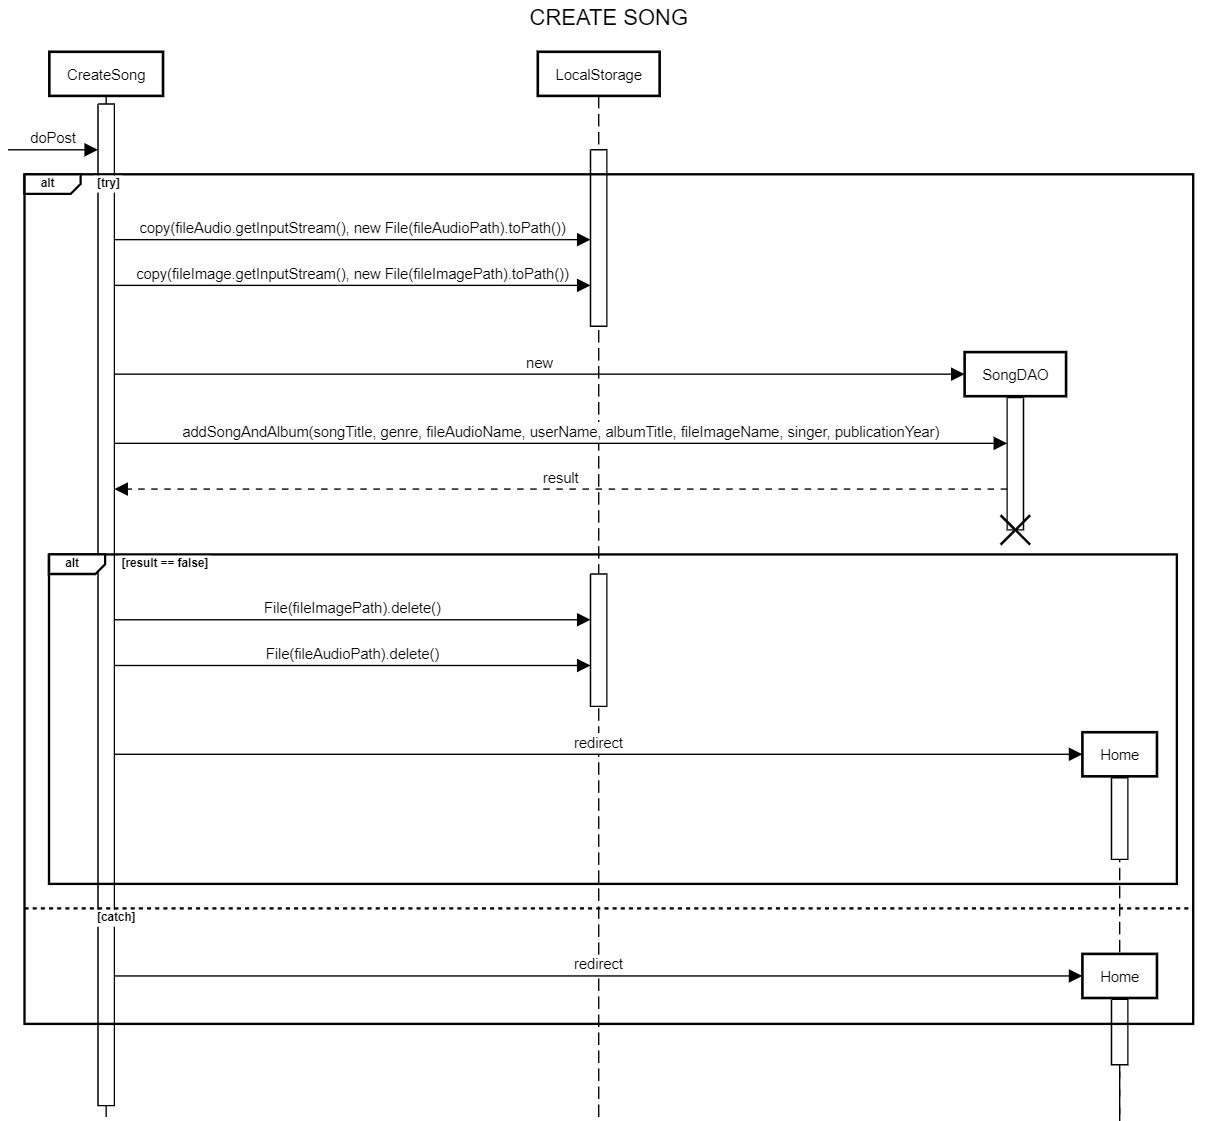 CREATE SONG
CreateSong
LocalStorage
doPost
alt
[try]
copy(fileAudio.getInputStream(), new File(fileAudioPath).toPath())
copy(fileImage.getInputStream(), new File(fileImagePath).toPath())
new
SongDAO
addSongAndAlbum(songTitle, genre, fileAudioName, userName, albumTitle, fileImageName, singer, publicationYear)
result
alt
[result == false]
File(fileImagePath).delete()
File(fileAudioPath).delete()
redirect
Home
[catch]
redirect
Home